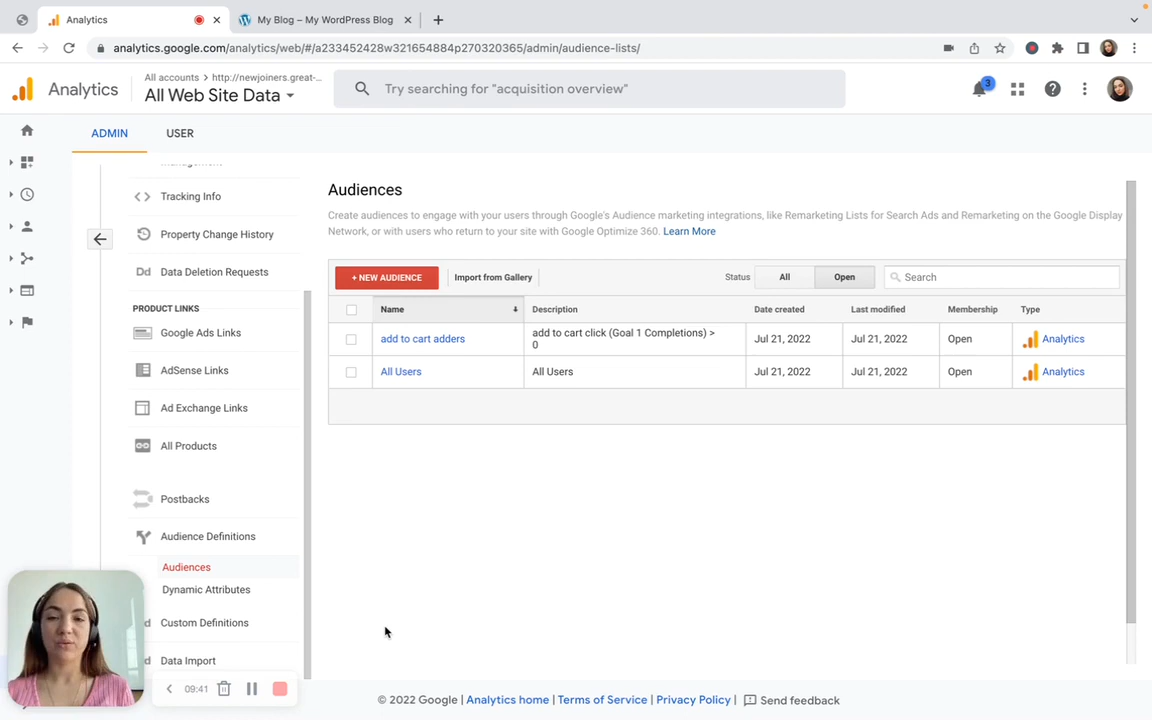 Analytics
My Blog – My WordPress Blog
analytics.google.com/analytics/web/#/a233452428w321654884p270320365/admin/audience-lists/
Analytics
All accounts > http://newjoiners.great-...
All Web Site Data
Try searching for "acquisition overview"
3
ADMIN
USER
Tracking Info
Property Change History
Dd Data Deletion Requests
PRODUCT LINKS
Google Ads Links
AdSense Links
Ad Exchange Links
All Products
Postbacks
Audience Definitions
Audiences
Dynamic Attributes
Custom Definitions
Data Import
09:41
Audiences
Create audiences to engage with your users through Google's Audience marketing integrations, like Remarketing Lists for Search Ads and Remarketing on the Google Display
Network, or with users who return to your site with Google Optimize 360. Learn More
+ NEW AUDIENCE
Import from Gallery
Status
All
Open
Search
Name
Description
Date created
Last modified
Membership
Type
add to cart adders
add to cart click (Goal 1 Completions) >
0
Jul 21, 2022
Jul 21, 2022
Open
Analytics
All Users
All Users
Jul 21, 2022
Jul 21, 2022
Open
Analytics
© 2022 Google | Analytics home | Terms of Service | Privacy Policy | Send feedback